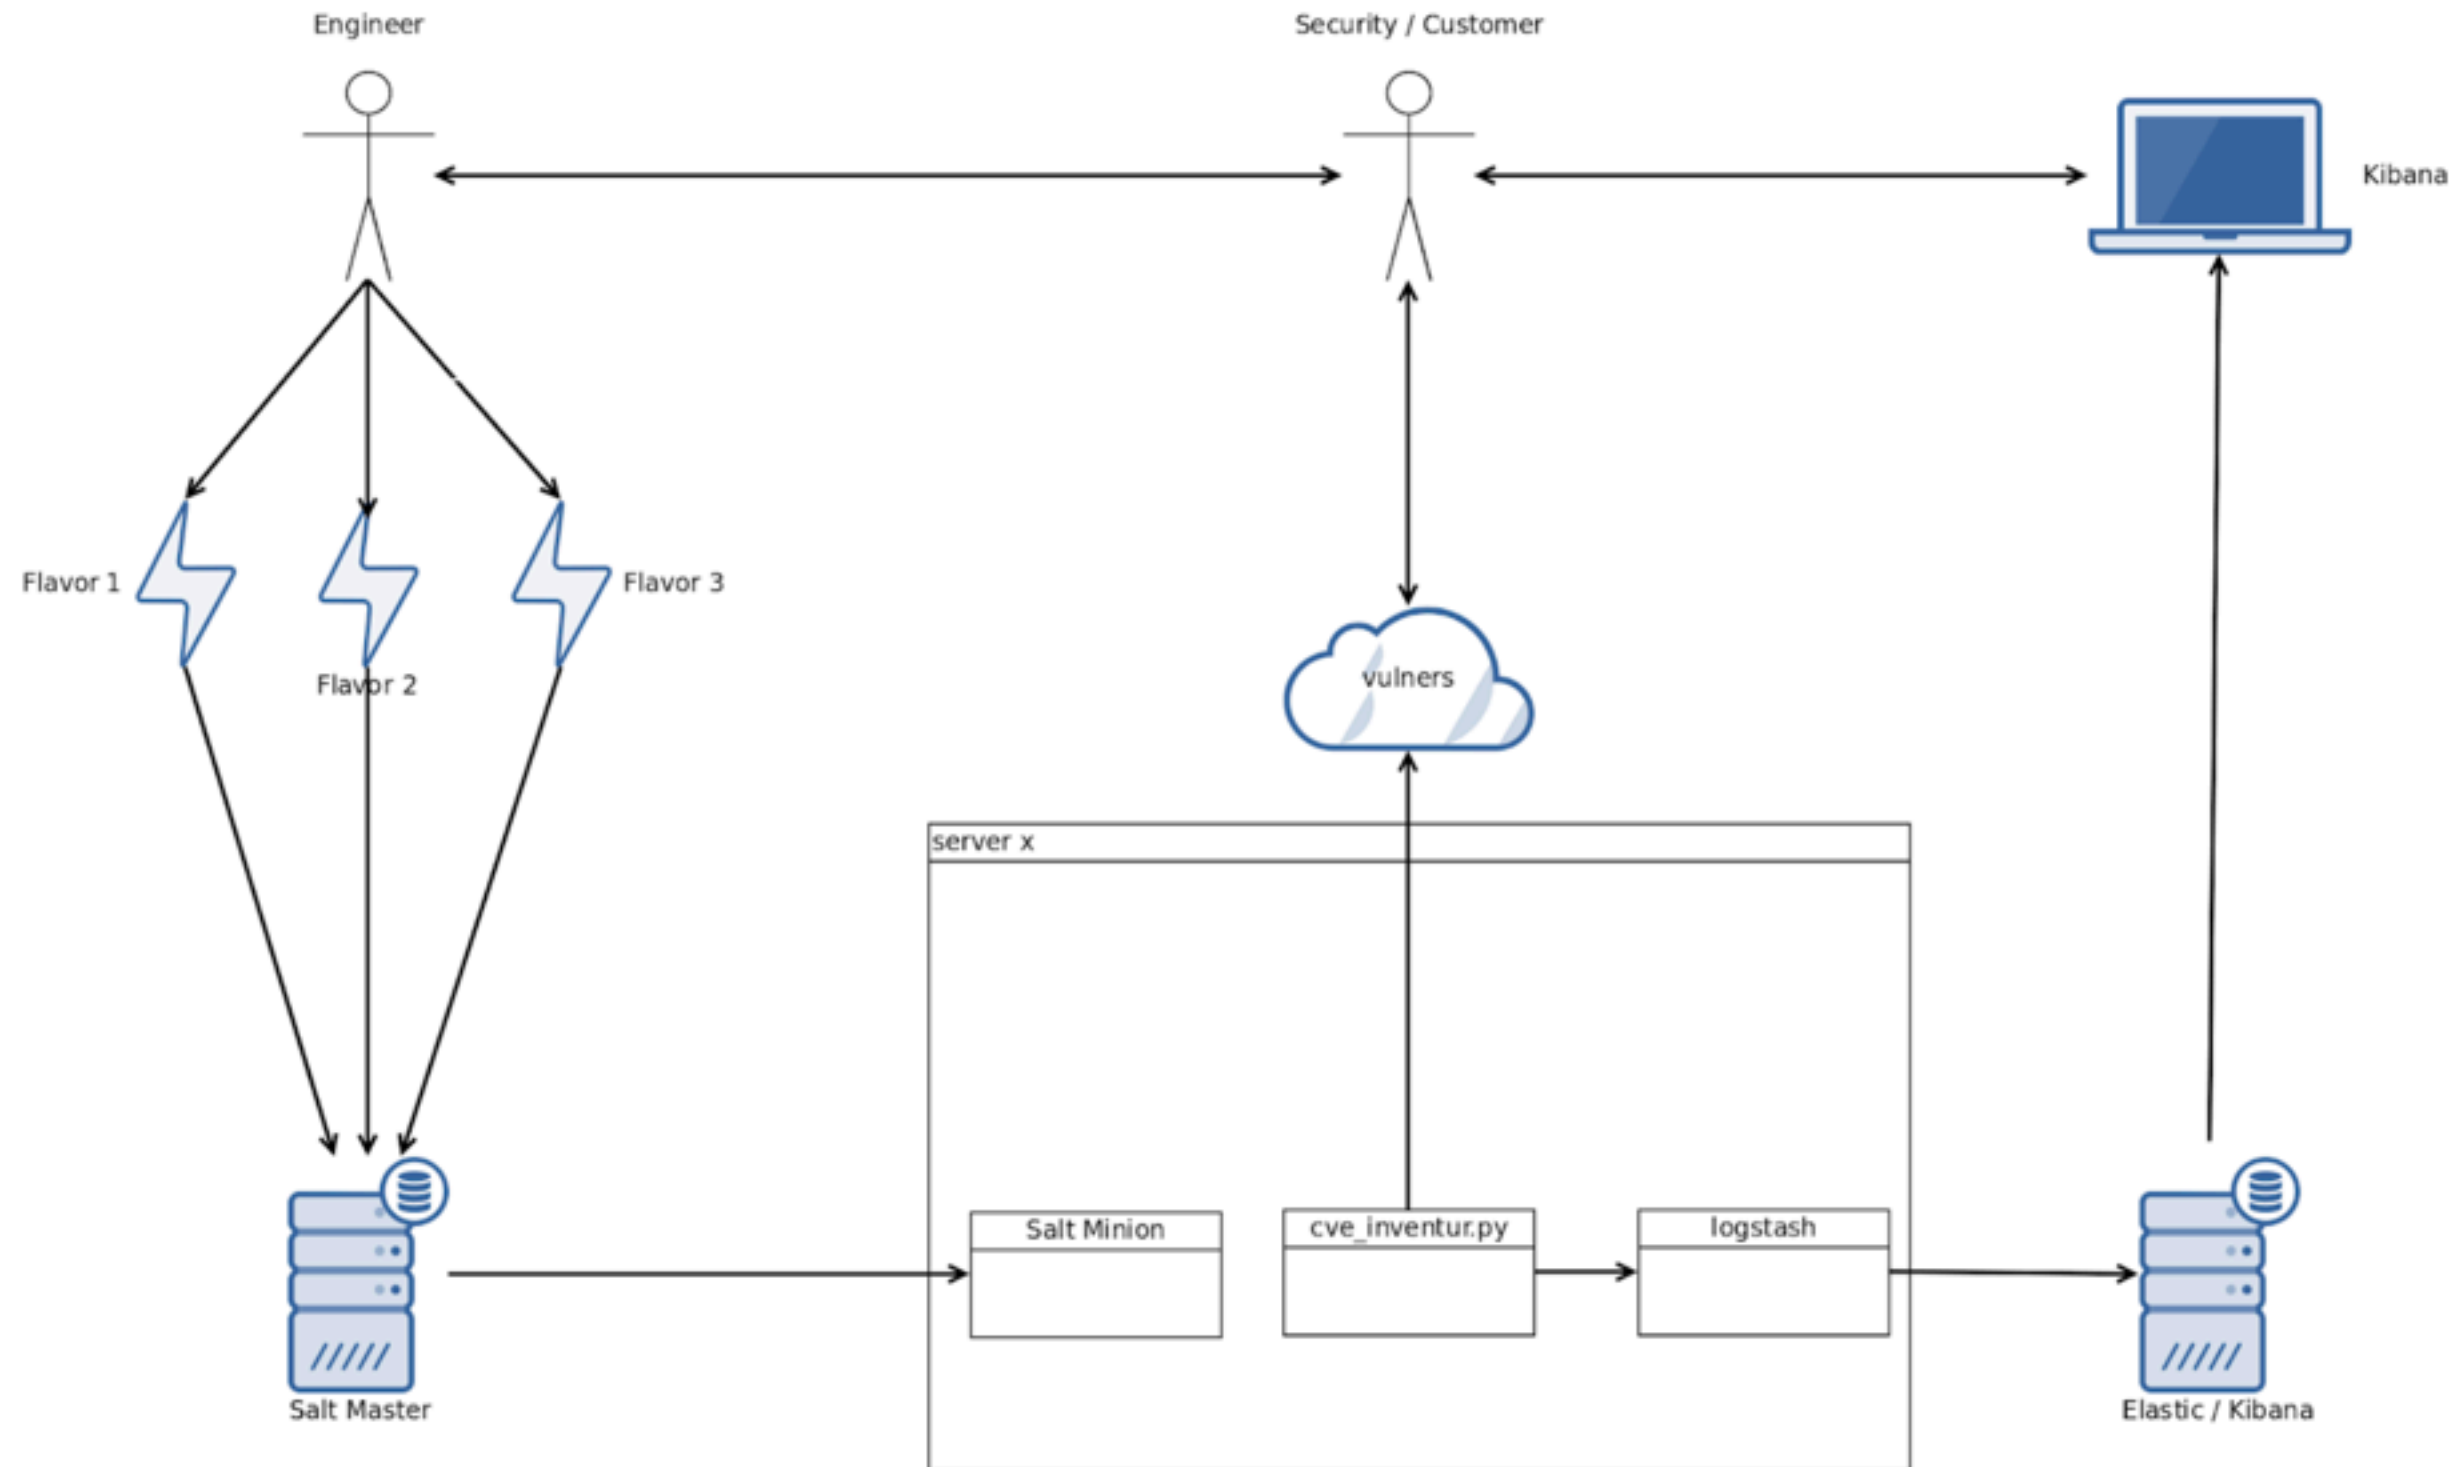 Engineer
Security / Customer
Kibana
Flavor 1
Flavor 3
Flavor 2
vulners
server x
Salt Minion
cve_inventur.py
logstash
Salt Master
Elastic / Kibana